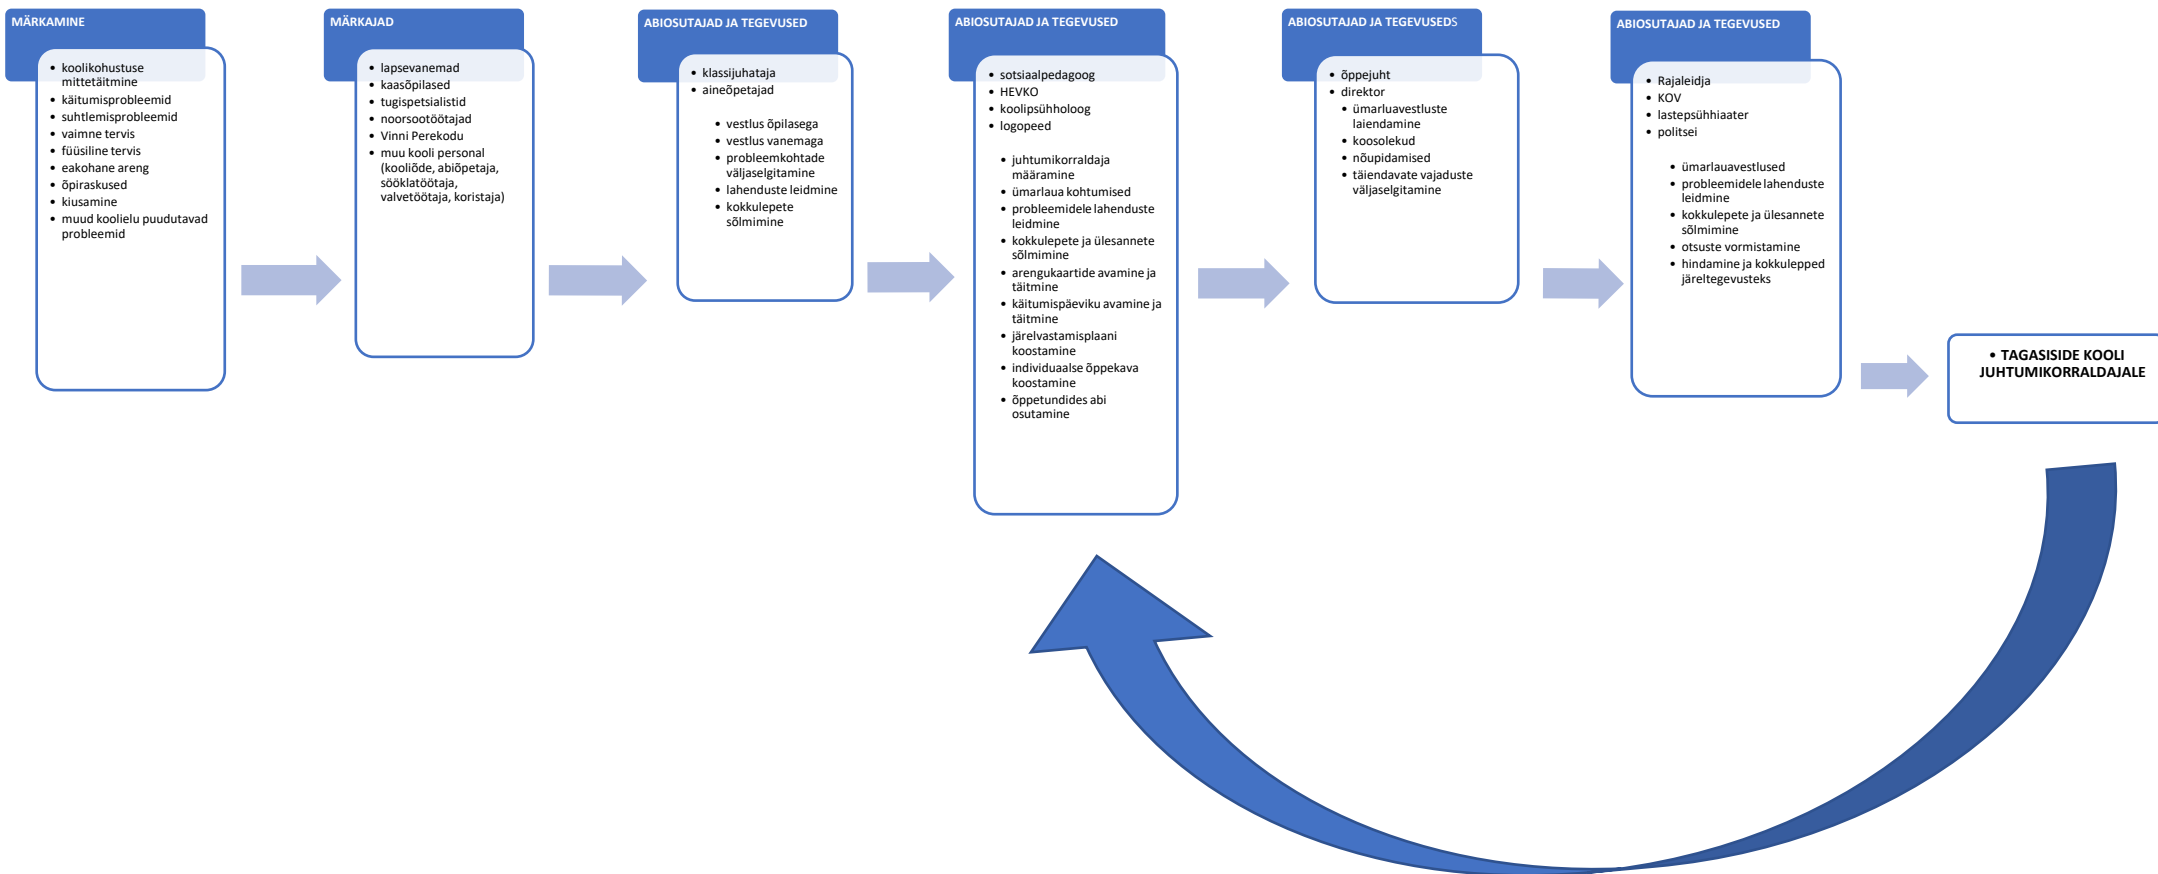 MÄRKAMINE
• koolikohustuse
mittetäitmine
• käitumisprobleemid
• suhtlemisprobleemid
• vaimne tervis
• füüsiline tervis
• eakohane areng
• õpiraskused
• kiusamine
• muud koolielu puudutavad
probleemid
MÄRKAJAD
• lapsevanemad
• kaasõpilased
• tugispetsialistid
• noorsootöötajad
• Vinni Perekodu
• muu kooli personal
(kooliõde, abiõpetaja,
sööklatöötaja,
valvetöötaja, koristaja)
ABIOSUTAJAD JA TEGEVUSED
• klassijuhataja
• aineõpetajad
• vestlus õpilasega
• vestlus vanemaga
• probleemkohtade
väljaselgitamine
• lahenduste leidmine
• kokkulepete
sõlmimine
ABIOSUTAJAD JA TEGEVUSED
• sotsiaalpedagoog
• HEVKO
• koolipsühholoog
• logopeed
• juhtumikorraldaja
määramine
• ümarlaua kohtumised
• probleemidele lahenduste
leidmine
• kokkulepete ja ülesannete
sõlmimine
• arengukaartide avamine ja
täitmine
• käitumispäeviku avamine ja
täitmine
• järelvastamisplaani
koostamine
• individuaalse õppekava
koostamine
• õppetundides abi
osutamine
ABIOSUTAJAD JA TEGEVUSEDS
• õppejuht
• direktor
• ümarluavestluste
laiendamine
• koosolekud
• nõupidamised
• täiendavate vajaduste
väljaselgitamine
ABIOSUTAJAD JA TEGEVUSED
• Rajaleidja
• KOV
• lastepsühhiaater
• politsei
• ümarlauavestlused
• probleemidele lahenduste
leidmine
• kokkulepete ja ülesannete
sõlmimine
• otsuste vormistamine
• hindamine ja kokkulepped
järeltegevusteks
• TAGASISIDE KOOLI
JUHTUMIKORRALDAJALE